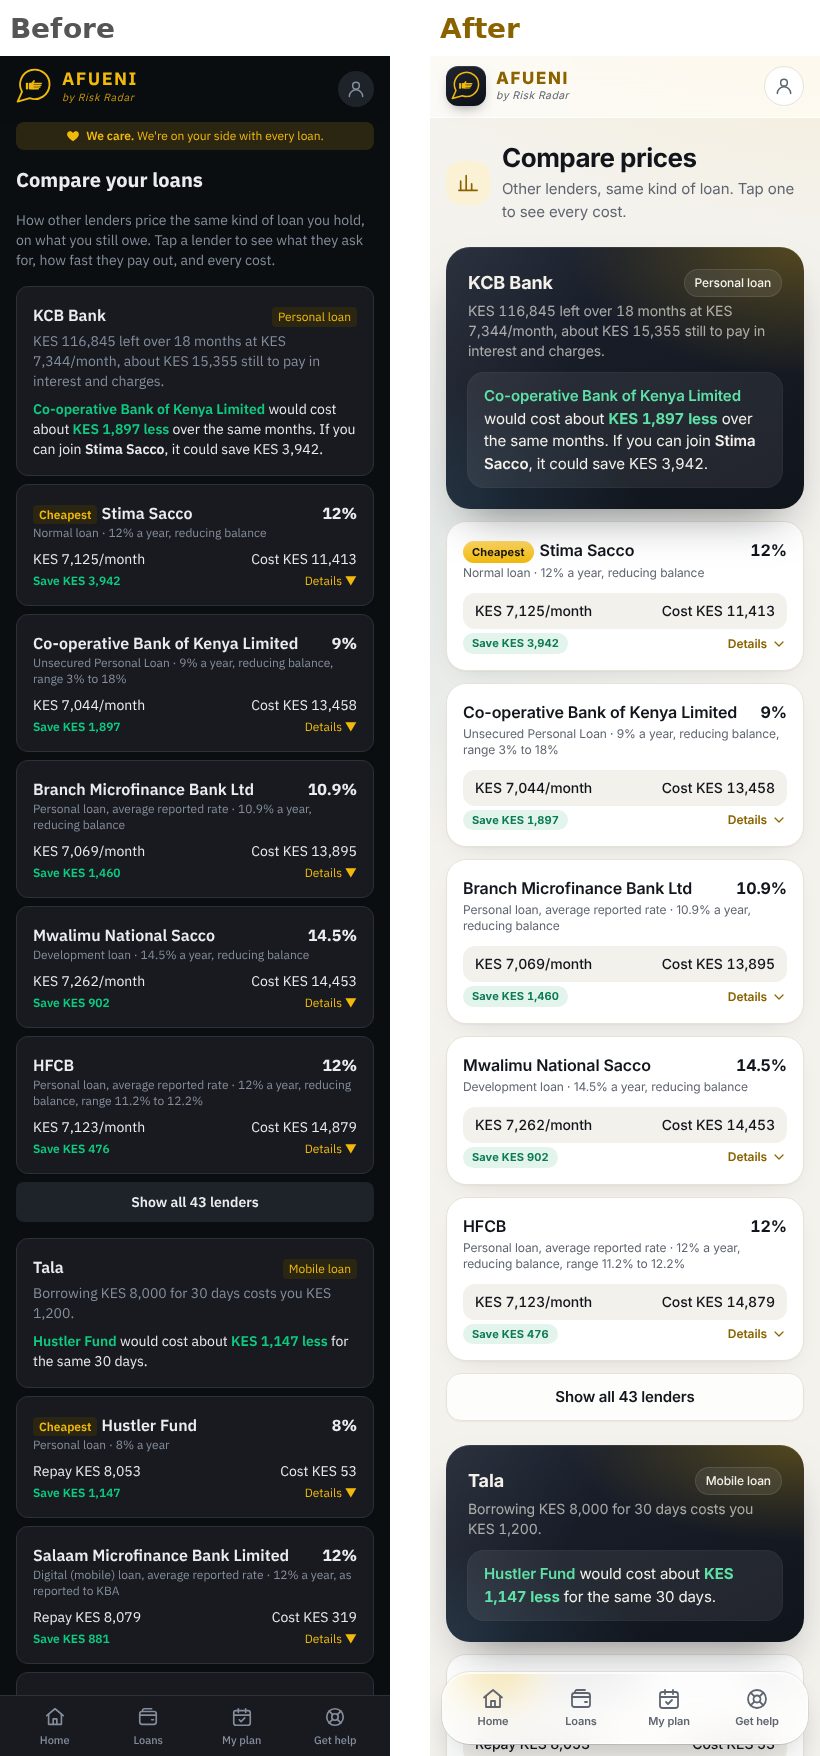 Before
AFUENI
by Risk Radar
We care. We're on your side with every loan.
Compare your loans
How other lenders price the same kind of loan you hold,
on what you still owe. Tap a lender to see what they ask
for, how fast they pay out, and every cost.
KCB Bank
Personal loan
KES 116,845 left over 18 months at KES
7,344/month, about KES 15,355 still to pay in
interest and charges.
Co-operative Bank of Kenya Limited would cost
about KES 1,897 less over the same months. If you
can join Stima Sacco, it could save KES 3,942.
Cheapest Stima Sacco 12%
Normal loan · 12% a year, reducing balance
KES 7,125/month Cost KES 11,413
Save KES 3,942 Details ▼
Co-operative Bank of Kenya Limited 9%
Unsecured Personal Loan · 9% a year, reducing balance,
range 3% to 18%
KES 7,044/month Cost KES 13,458
Save KES 1,897 Details ▼
Branch Microfinance Bank Ltd 10.9%
Personal loan, average reported rate · 10.9% a year,
reducing balance
KES 7,069/month Cost KES 13,895
Save KES 1,460 Details ▼
Mwalimu National Sacco 14.5%
Development loan · 14.5% a year, reducing balance
KES 7,262/month Cost KES 14,453
Save KES 902 Details ▼
HFCB 12%
Personal loan, average reported rate · 12% a year, reducing
balance, range 11.2% to 12.2%
KES 7,123/month Cost KES 14,879
Save KES 476 Details ▼
Show all 43 lenders
Tala
Mobile loan
Borrowing KES 8,000 for 30 days costs you KES
1,200.
Hustler Fund would cost about KES 1,147 less for
the same 30 days.
Cheapest Hustler Fund 8%
Personal loan · 8% a year
Repay KES 8,053 Cost KES 53
Save KES 1,147 Details ▼
Salaam Microfinance Bank Limited 12%
Digital (mobile) loan, average reported rate · 12% a year, as
reported to KBA
Repay KES 8,079 Cost KES 319
Save KES 881 Details ▼
Home Loans My plan Get help
After
AFUENI
by Risk Radar
Compare prices
Other lenders, same kind of loan. Tap one
to see every cost.
KCB Bank
Personal loan
KES 116,845 left over 18 months at KES
7,344/month, about KES 15,355 still to pay in
interest and charges.
Co-operative Bank of Kenya Limited
would cost about KES 1,897 less over
the same months. If you can join Stima
Sacco, it could save KES 3,942.
Cheapest Stima Sacco 12%
Normal loan · 12% a year, reducing balance
KES 7,125/month Cost KES 11,413
Save KES 3,942 Details
Co-operative Bank of Kenya Limited 9%
Unsecured Personal Loan · 9% a year, reducing balance,
range 3% to 18%
KES 7,044/month Cost KES 13,458
Save KES 1,897 Details
Branch Microfinance Bank Ltd 10.9%
Personal loan, average reported rate · 10.9% a year,
reducing balance
KES 7,069/month Cost KES 13,895
Save KES 1,460 Details
Mwalimu National Sacco 14.5%
Development loan · 14.5% a year, reducing balance
KES 7,262/month Cost KES 14,453
Save KES 902 Details
HFCB 12%
Personal loan, average reported rate · 12% a year,
reducing balance, range 11.2% to 12.2%
KES 7,123/month Cost KES 14,879
Save KES 476 Details
Show all 43 lenders
Tala
Mobile loan
Borrowing KES 8,000 for 30 days costs you
KES 1,200.
Hustler Fund would cost about KES
1,147 less for the same 30 days.
Home Loans My plan Get help
Repay KES 8,053 Cost KES 53